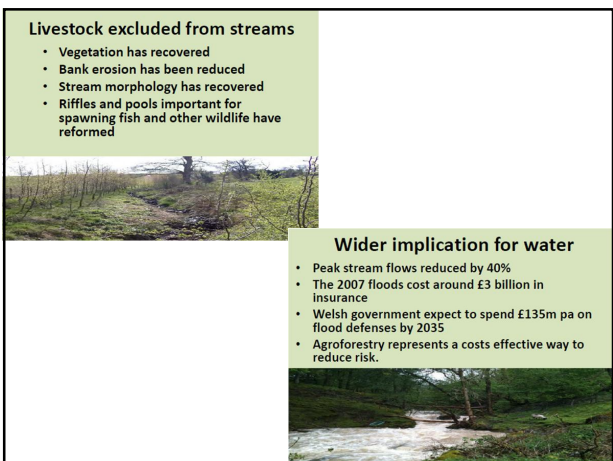 Livestock excluded from streams
• Vegetation has recovered
• Bank erosion has been reduced
• Stream morphology has recovered
• Riffles and pools important for
spawning fish and other wildlife have
reformed
Wider implication for water
• Peak stream flows reduced by 40%
• The 2007 floods cost around £3 billion in
insurance
• Welsh government expect to spend £135m pa on
flood defenses by 2035
• Agroforestry represents a costs effective way to
reduce risk.